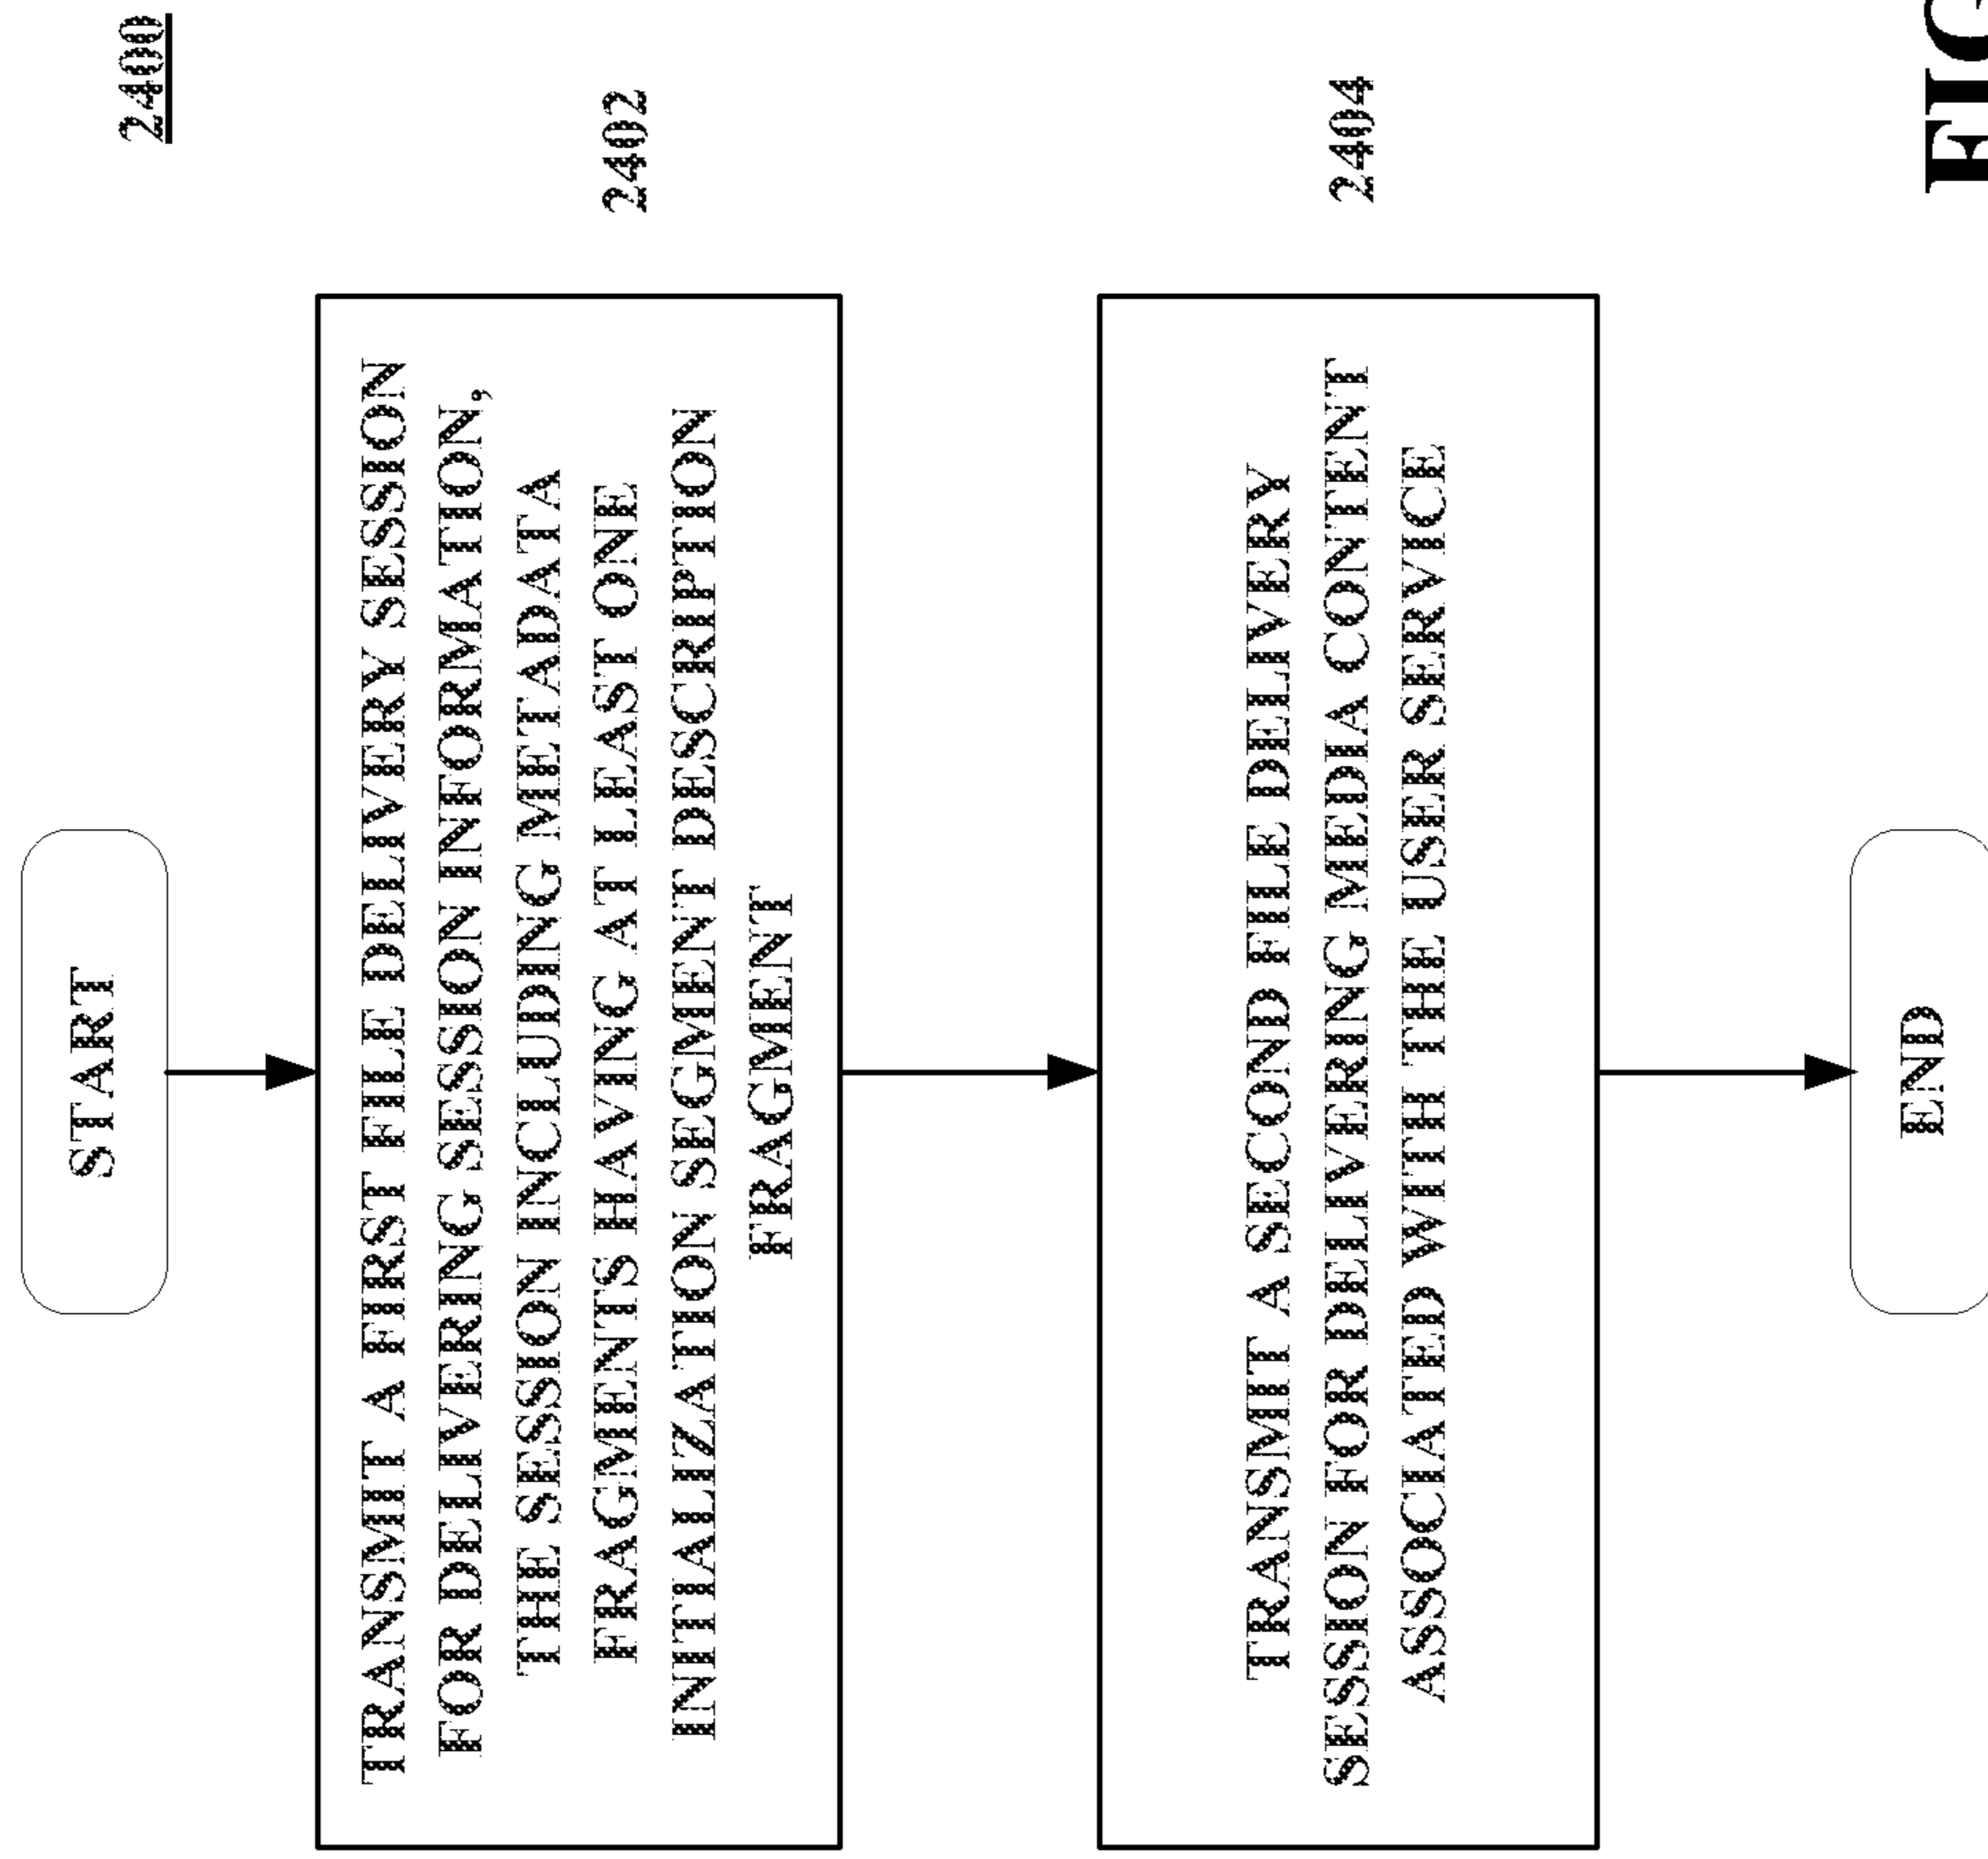 2400
START
TRANSMIT A FIRST FILE DELIVERY SESSION
FOR DELIVERING SESSION INFORMATION,
THE SESSION INCLUDING METADATA
FRAGMENTS HAVING AT LEAST ONE
INITIALIZATION SEGMENT DESCRIPTION
FRAGMENT
2402
TRANSMIT A SECOND FILE DELIVERY
SESSION FOR DELIVERING MEDIA CONTENT
ASSOCIATED WITH THE USER SERVICE
2404
END